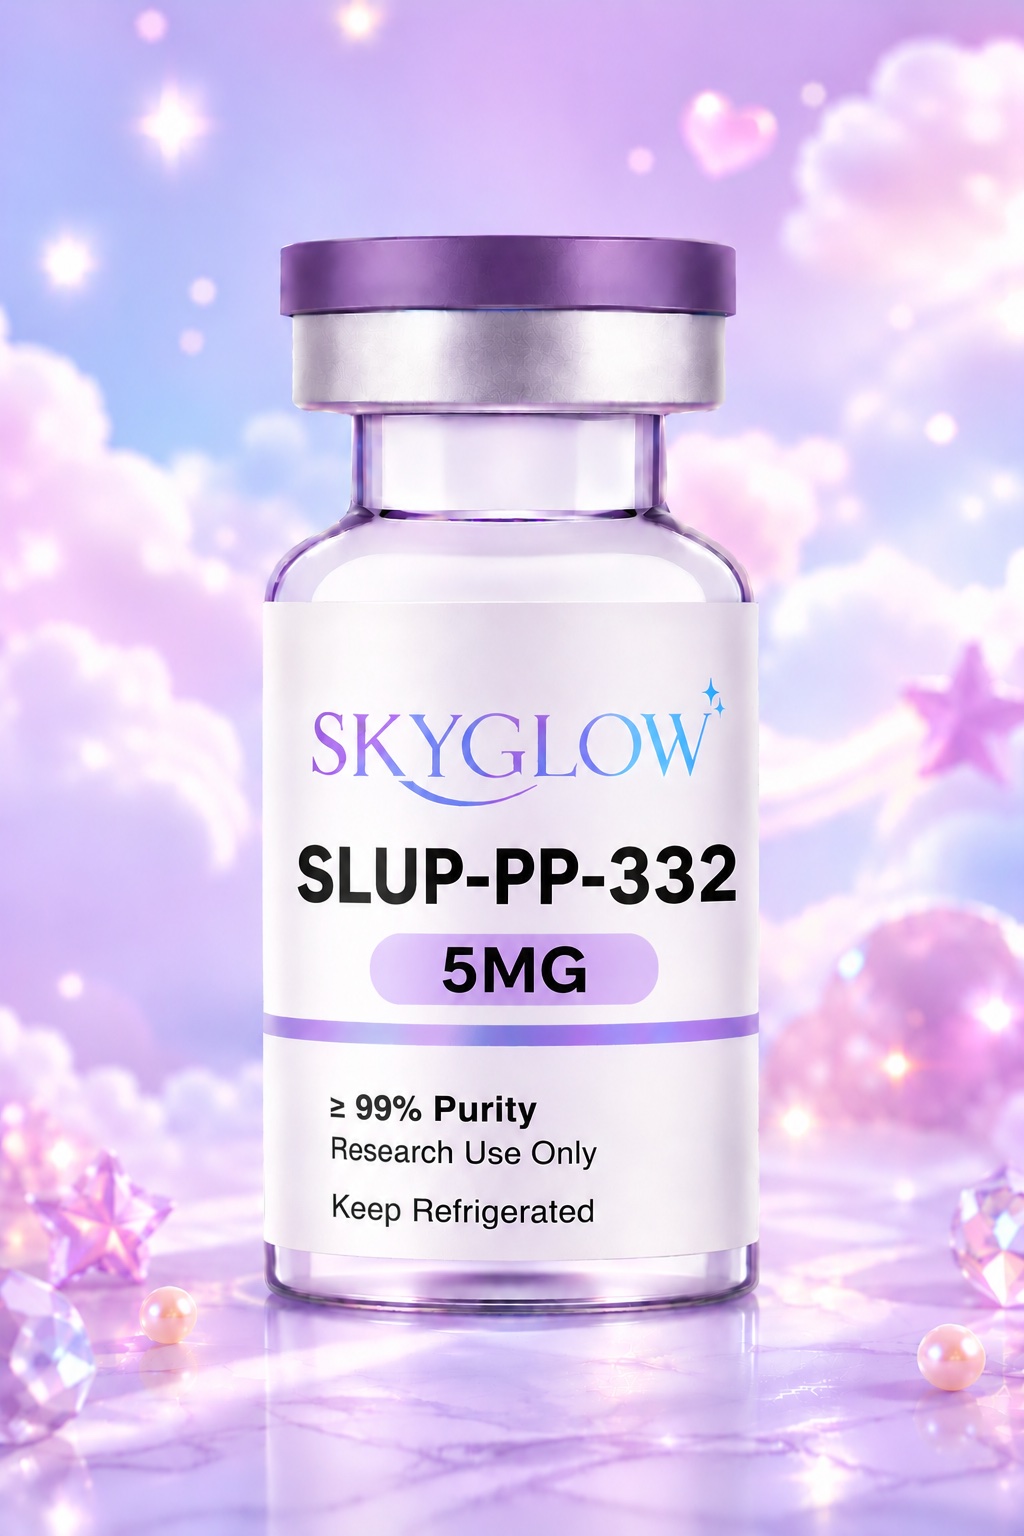 SKYGLOW
SLUP-PP-332
5MG
≥ 99% Purity
Research Use Only
Keep Refrigerated